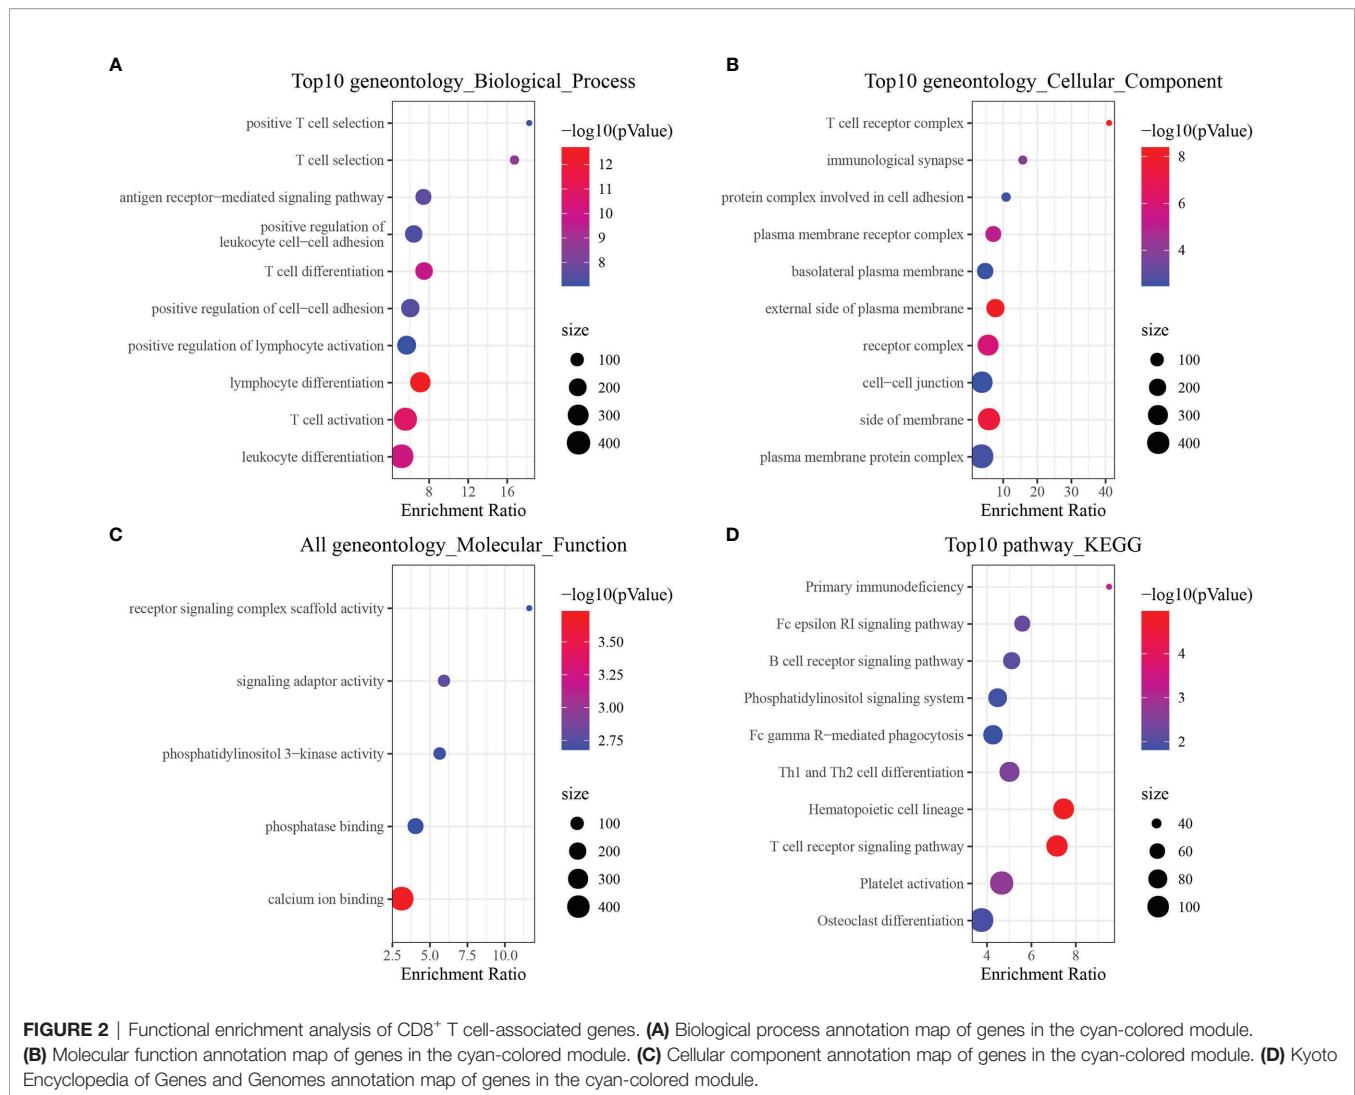 A
Top10 geneontology_Biological_Process
positive T cell selection
T cell selection
antigen receptor−mediated signaling pathway
positive regulation of
leukocyte cell−cell adhesion
T cell differentiation
positive regulation of cell−cell adhesion
positive regulation of lymphocyte activation
lymphocyte differentiation
T cell activation
leukocyte differentiation
8 12 16
Enrichment Ratio
−log10(pValue)
12
11
10
9
8
size
100
200
300
400
B
Top10 geneontology_Cellular_Component
T cell receptor complex
immunological synapse
protein complex involved in cell adhesion
plasma membrane receptor complex
basolateral plasma membrane
external side of plasma membrane
receptor complex
cell−cell junction
side of membrane
plasma membrane protein complex
10 20 30 40
Enrichment Ratio
−log10(pValue)
8
6
4
size
100
200
300
400
C
All geneontology_Molecular_Function
receptor signaling complex scaffold activity
signaling adaptor activity
phosphatidylinositol 3−kinase activity
phosphatase binding
calcium ion binding
2.5 5.0 7.5 10.0
Enrichment Ratio
−log10(pValue)
3.50
3.25
3.00
2.75
size
100
200
300
400
D
Top10 pathway_KEGG
Primary immunodeficiency
Fc epsilon RI signaling pathway
B cell receptor signaling pathway
Phosphatidylinositol signaling system
Fc gamma R−mediated phagocytosis
Th1 and Th2 cell differentiation
Hematopoietic cell lineage
T cell receptor signaling pathway
Platelet activation
Osteoclast differentiation
4 6 8
Enrichment Ratio
−log10(pValue)
4
3
2
size
40
60
80
100
FIGURE 2 | Functional enrichment analysis of CD8⁺ T cell-associated genes. (A) Biological process annotation map of genes in the cyan-colored module.
(B) Molecular function annotation map of genes in the cyan-colored module. (C) Cellular component annotation map of genes in the cyan-colored module. (D) Kyoto
Encyclopedia of Genes and Genomes annotation map of genes in the cyan-colored module.